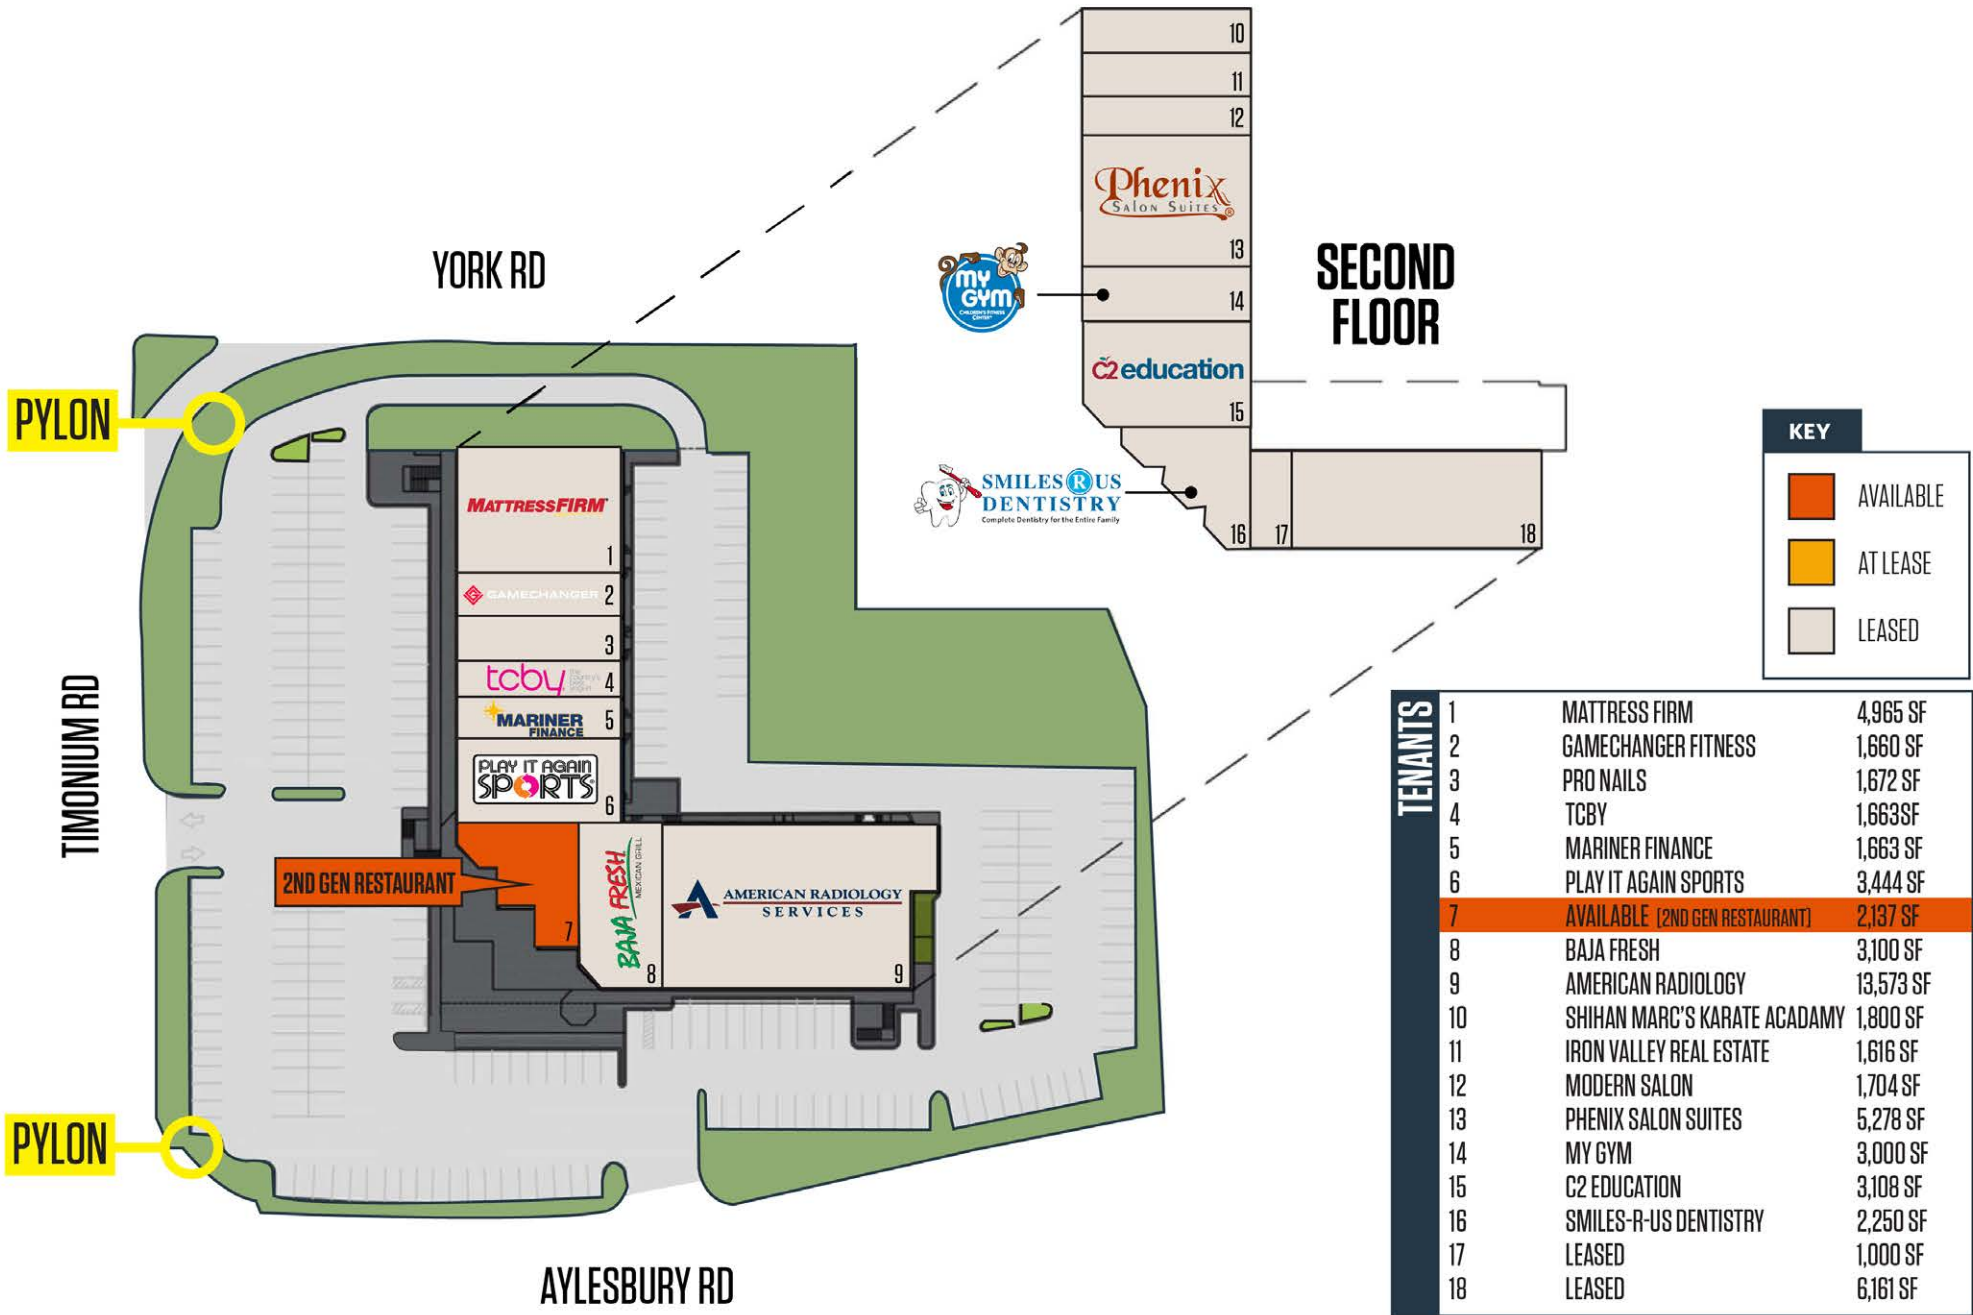 10
11
12
Phenix
SALON SUITES
13
YORK RD
MY
GYM
CHILDREN'S FITNESS
CENTER
14
SECOND
FLOOR
C2 education
15
PYLON
KEY
AVAILABLE
AT LEASE
LEASED
SMILES R US
DENTISTRY
Complete Dentistry for the Entire Family
16
17
18
MATTRESSFIRM
1
GAMECHANGER 2
3
tcby 4
MARINER
FINANCE
5
PLAY IT AGAIN
SPORTS
6
TIMONIUM RD
2ND GEN RESTAURANT
7
BAJA FRESH
MEXICAN GRILL
8
AMERICAN RADIOLOGY
SERVICES
9
PYLON
AYLESBURY RD
TENANTS
1 MATTRESS FIRM 4,965 SF
2 GAMECHANGER FITNESS 1,660 SF
3 PRO NAILS 1,672 SF
4 TCBY 1,663SF
5 MARINER FINANCE 1,663 SF
6 PLAY IT AGAIN SPORTS 3,444 SF
7 AVAILABLE [2ND GEN RESTAURANT] 2,137 SF
8 BAJA FRESH 3,100 SF
9 AMERICAN RADIOLOGY 13,573 SF
10 SHIHAN MARC'S KARATE ACADAMY 1,800 SF
11 IRON VALLEY REAL ESTATE 1,616 SF
12 MODERN SALON 1,704 SF
13 PHENIX SALON SUITES 5,278 SF
14 MY GYM 3,000 SF
15 C2 EDUCATION 3,108 SF
16 SMILES-R-US DENTISTRY 2,250 SF
17 LEASED 1,000 SF
18 LEASED 6,161 SF